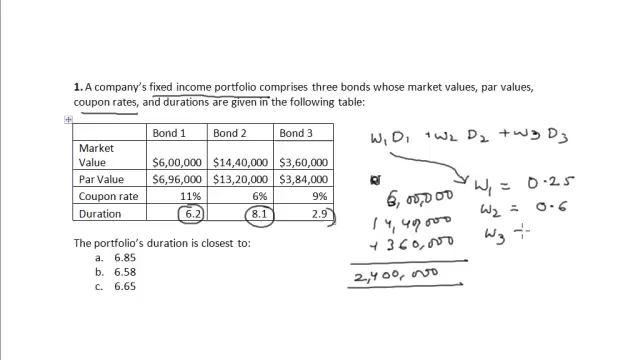 1. A company's fixed income portfolio comprises three bonds whose market values, par values,
coupon rates, and durations are given in the following table:
Bond 1 Bond 2 Bond 3
Market
Value $6,00,000 $14,40,000 $3,60,000
Par Value $6,96,000 $13,20,000 $3,84,000
Coupon rate 11% 6% 9%
Duration 6.2 8.1 2.9
The portfolio's duration is closest to:
a. 6.85
b. 6.58
c. 6.65
W1D1 + W2 D2 + W3 D3
6,00,000
14,40,000
+ 360,000
2,400,000
W1 = 0.25
W2 = 0.6
W3 =